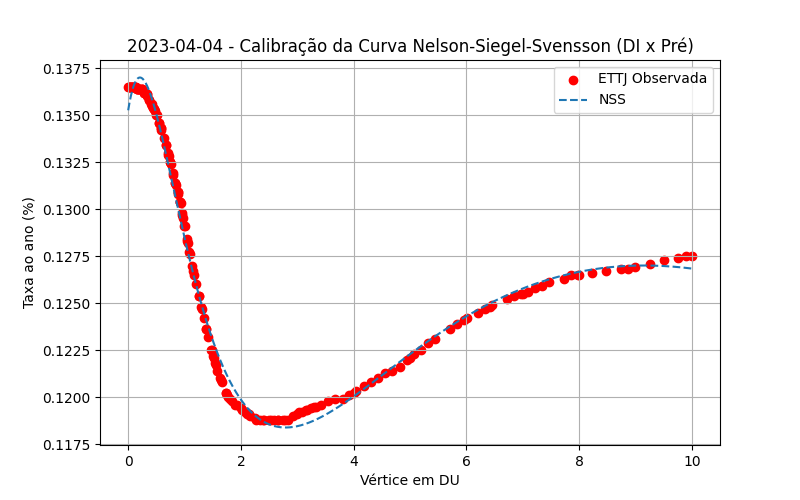 2023-04-04 - Calibração da Curva Nelson-Siegel-Svensson (DI x Pré)
ETTJ Observada
NSS
Taxa ao ano (%)
0.1375
0.1350
0.1325
0.1300
0.1275
0.1250
0.1225
0.1200
0.1175
0 2 4 6 8 10
Vértice em DU